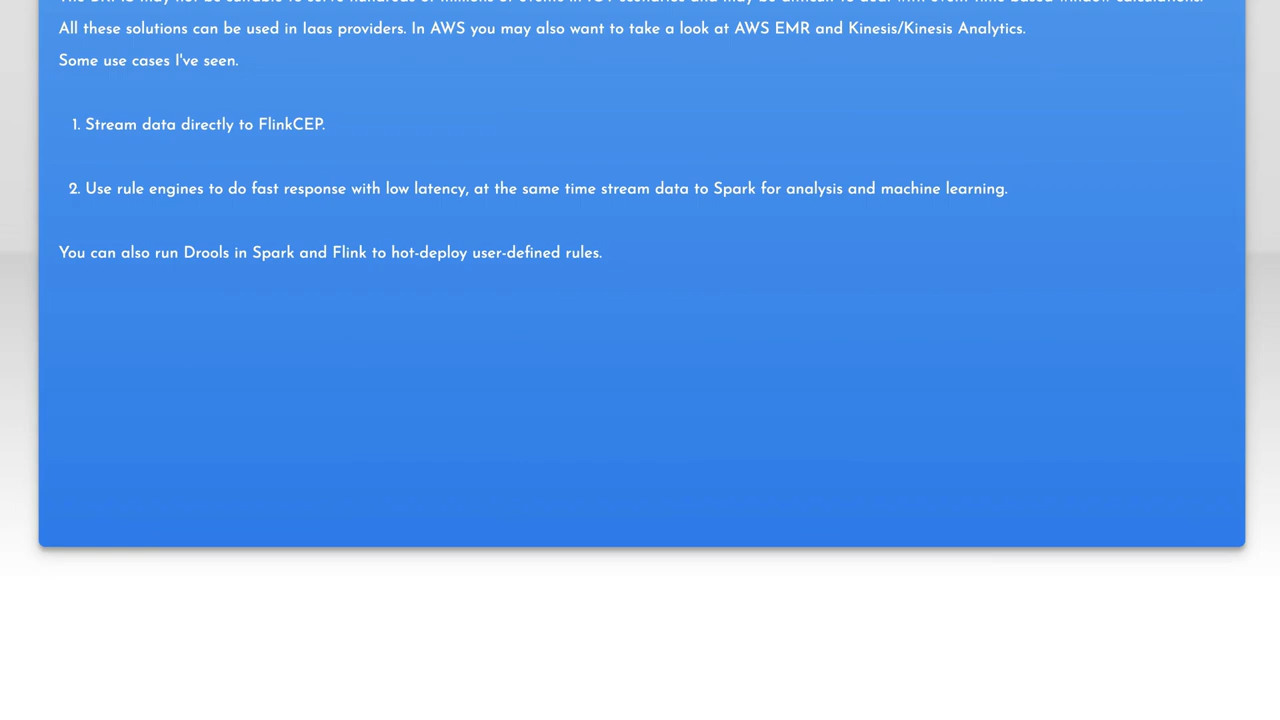 All these solutions can be used in Iaas providers. In AWS you may also want to take a look at AWS EMR and Kinesis/Kinesis Analytics.
Some use cases I've seen.
1. Stream data directly to FlinkCEP.
2. Use rule engines to do fast response with low latency, at the same time stream data to Spark for analysis and machine learning.
You can also run Drools in Spark and Flink to hot-deploy user-defined rules.